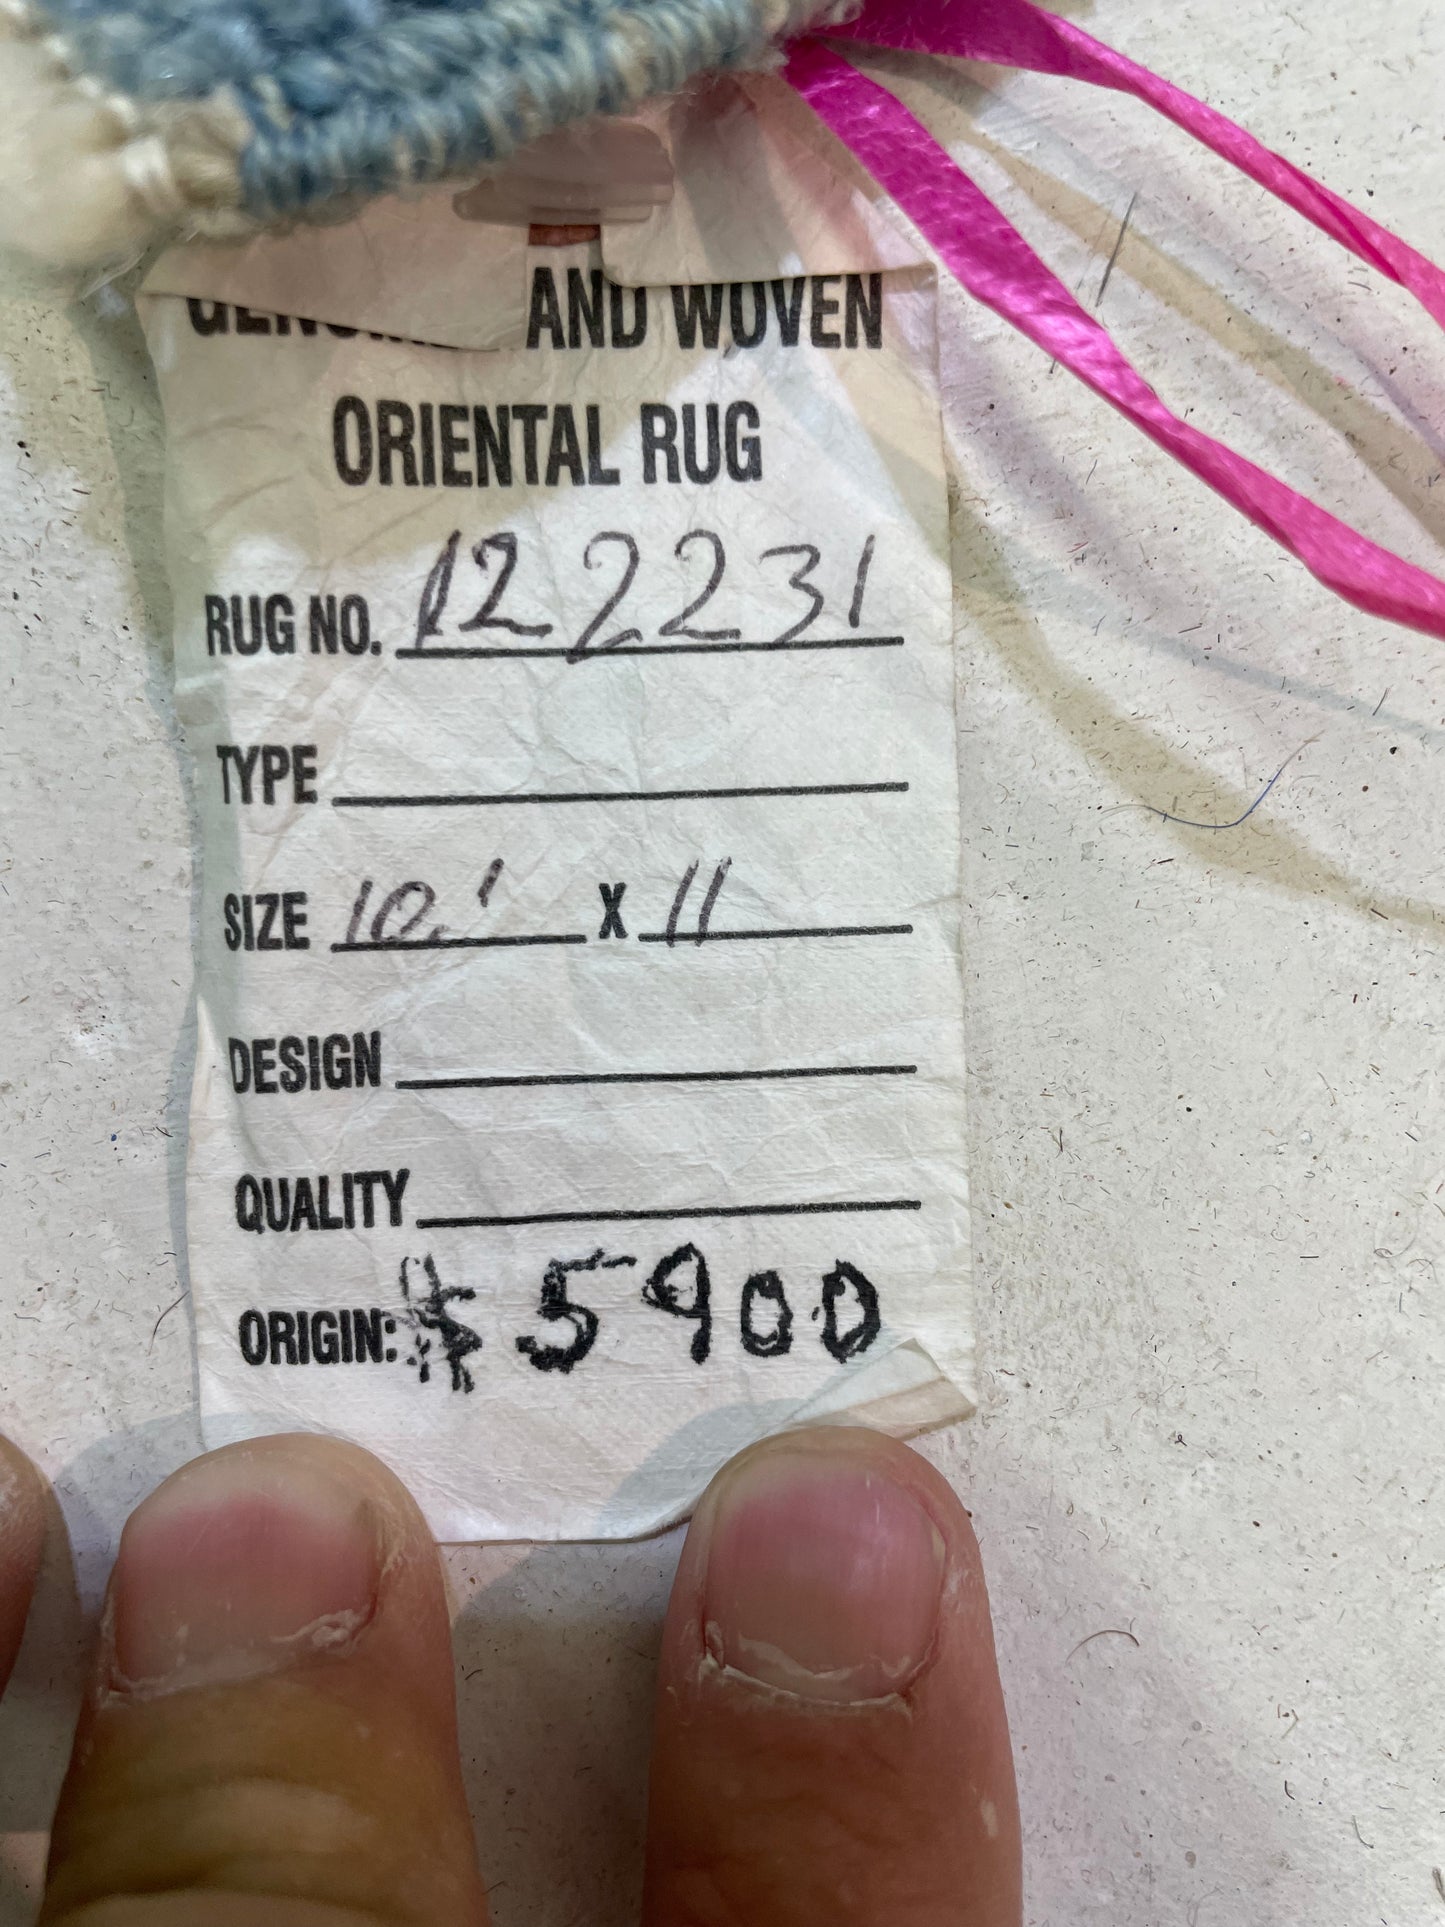 AND WOVEN
ORIENTAL RUG
RUG NO. 122231
TYPE
SIZE 10.' X 11
DESIGN
QUALITY
ORIGIN: $ 5900